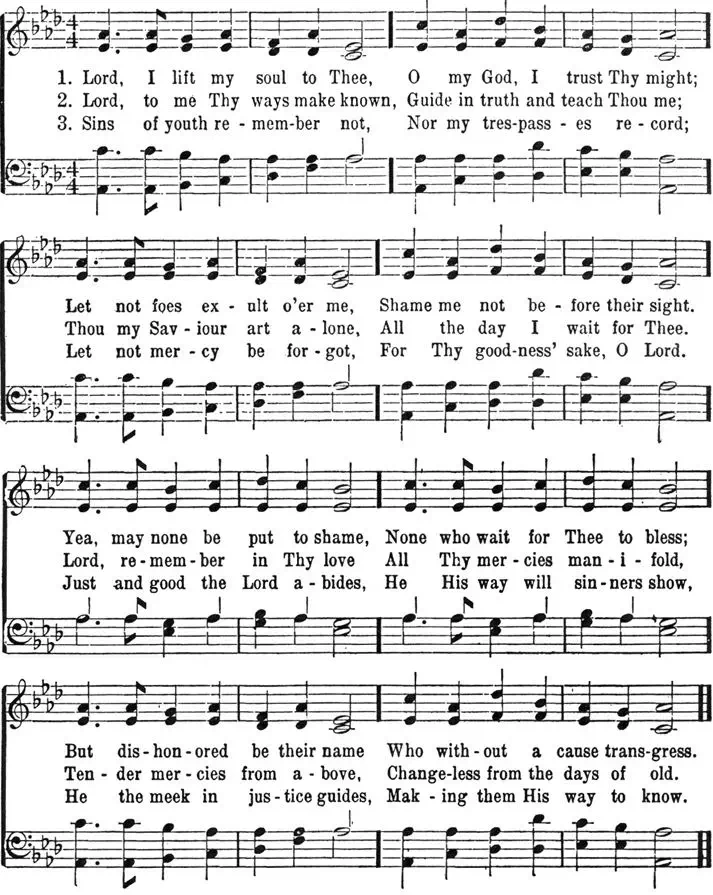 1. Lord, I lift my soul to Thee, O my God, I trust Thy might;
2. Lord, to me Thy ways make known, Guide in truth and teach Thou me;
3. Sins of youth re - mem-ber not, Nor my tres-pass - es re - cord;
Let not foes ex - ult o'er me, Shame me not be - fore their sight.
Thou my Sav - iour art a - lone, All the day I wait for Thee.
Let not mer - cy be for - got, For Thy good-ness' sake, O Lord.
Yea, may none be put to shame, None who wait for Thee to bless;
Lord, re - mem - ber in Thy love All Thy mer - cies man - i - fold,
Just and good the Lord a - bides, He His way will sin - ners show,
But dis - hon - ored be their name Who with - out a cause trans-gress.
Ten - der mer - cies from a - bove, Change-less from the days of old.
He the meek in jus - tice guides, Mak - ing them His way to know.